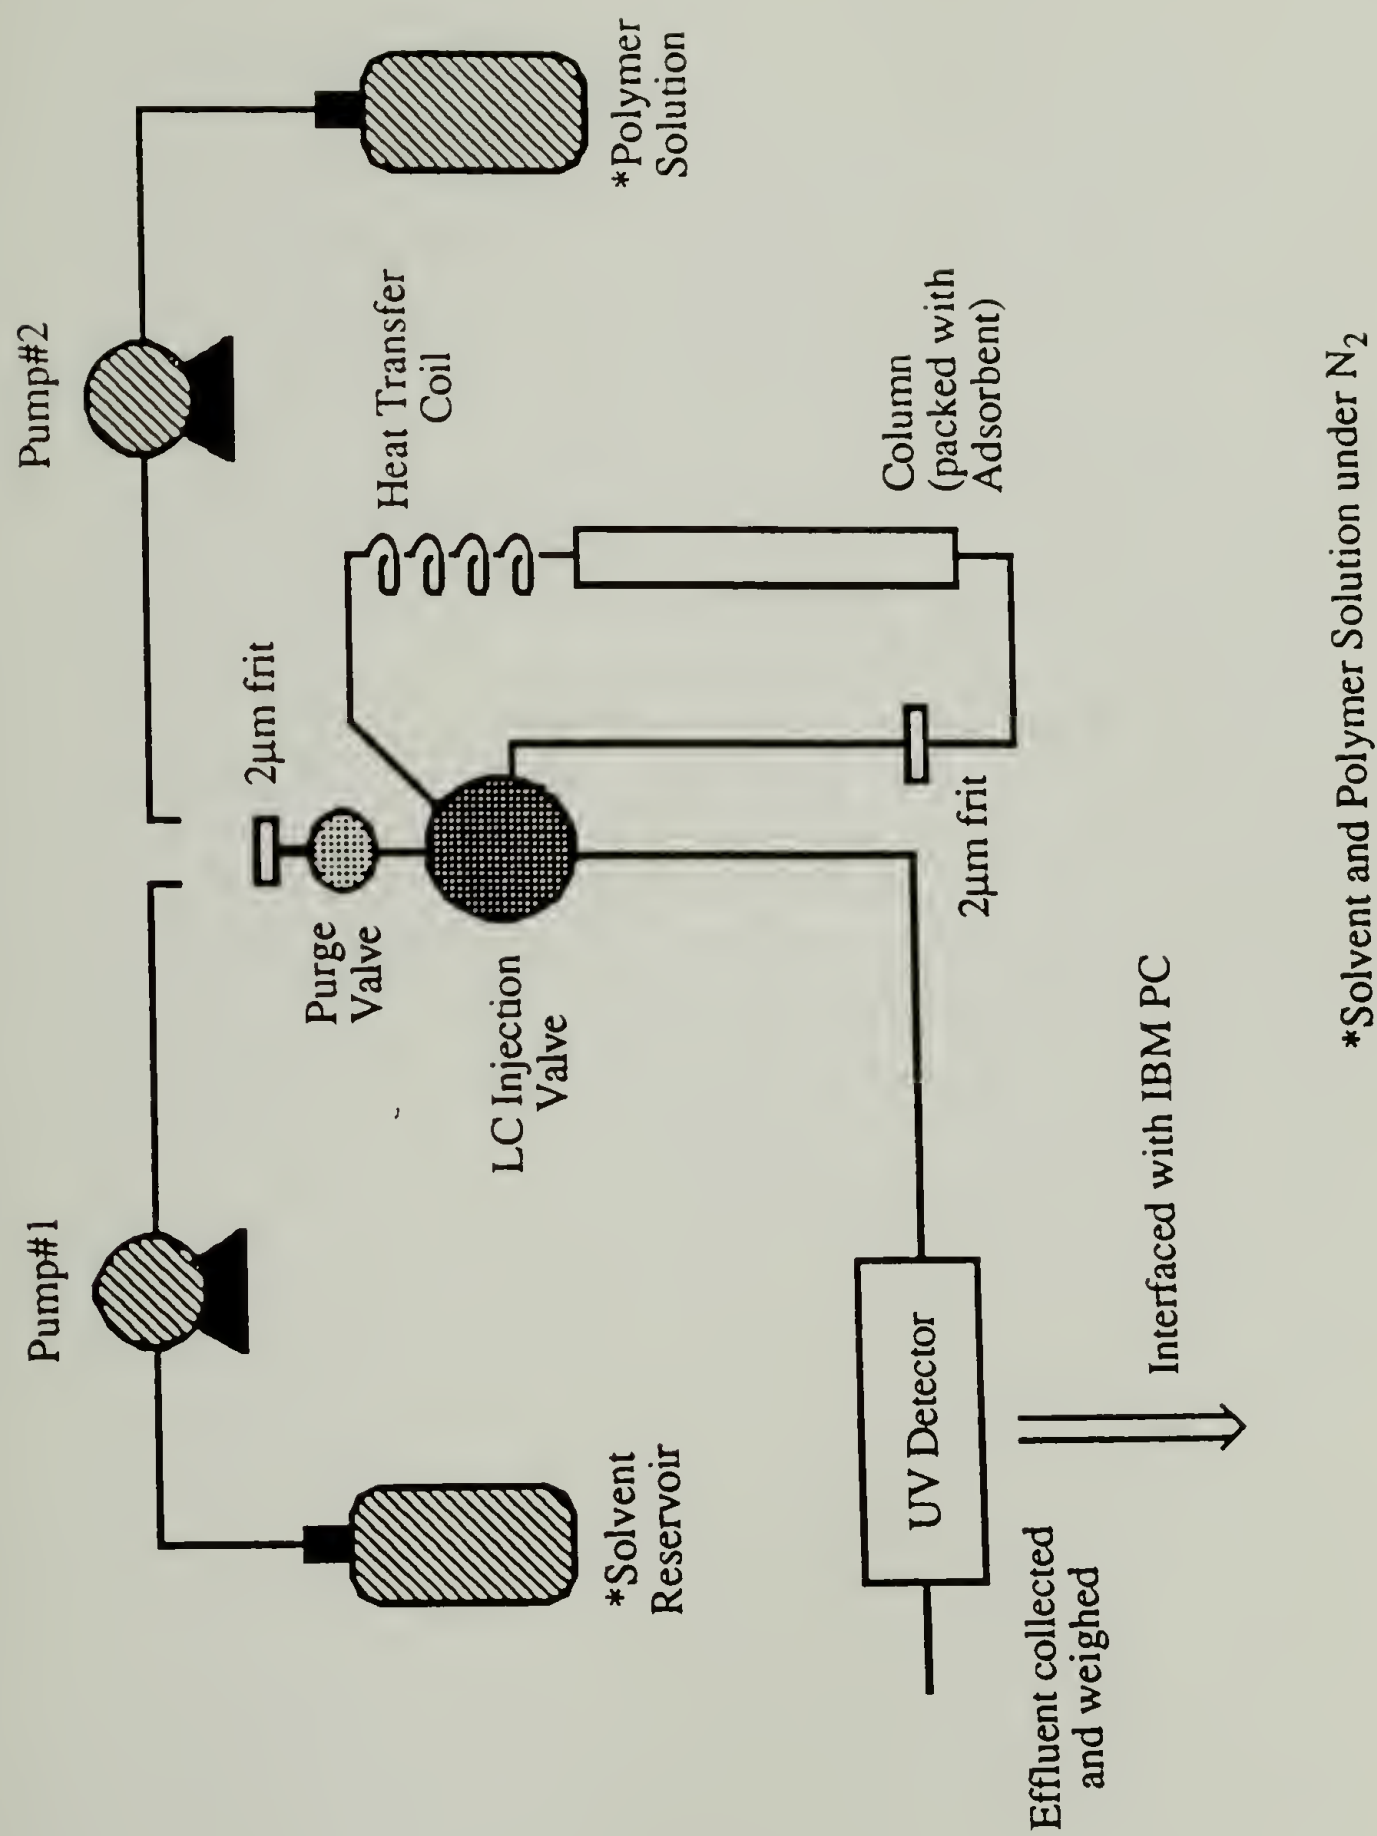 Pump#1
Pump#2
2μm frit
Purge
Valve
Heat Transfer
Coil
LC Injection
Valve
*Solvent
Reservoir
*Polymer
Solution
Column
(packed with
Adsorbent)
2μm frit
UV Detector
Effluent collected
and weighed
Interfaced with IBM PC
*Solvent and Polymer Solution under N₂